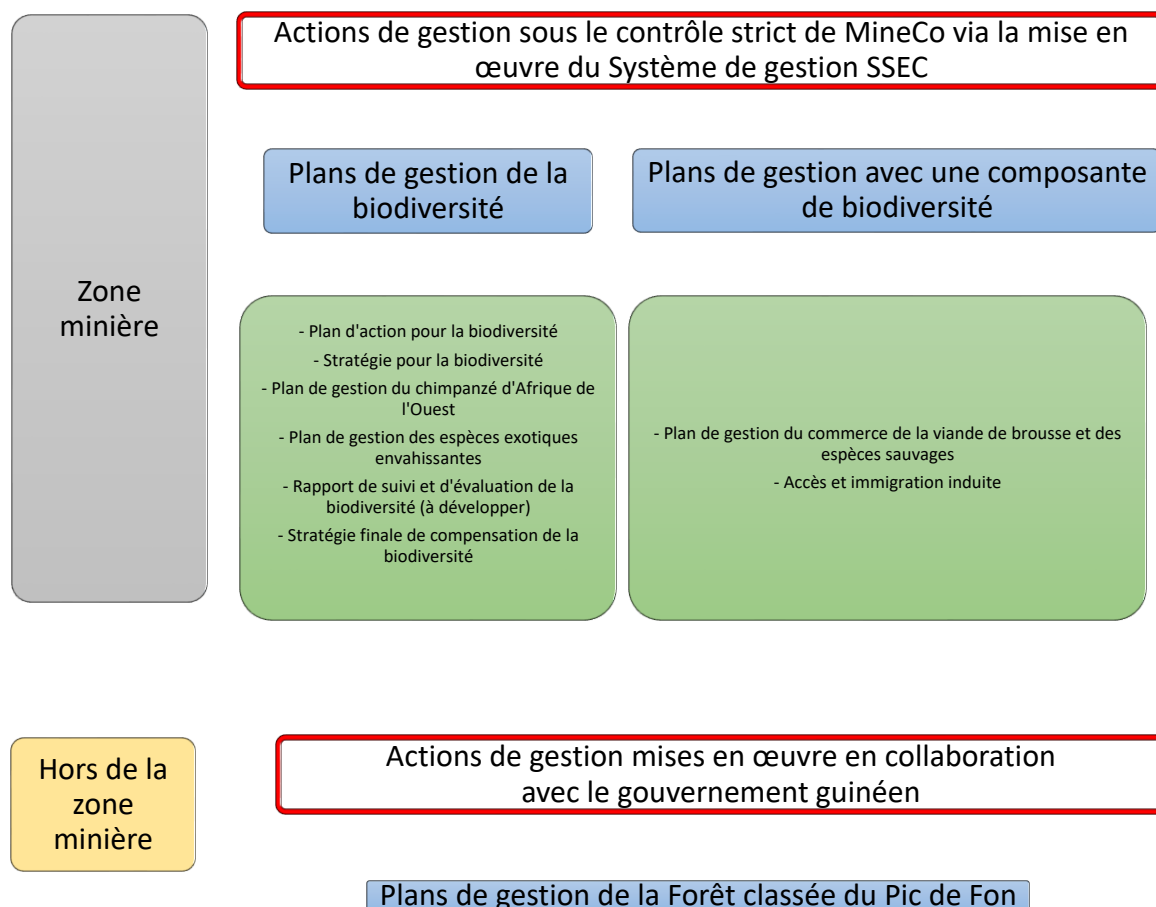 Actions de gestion sous le contrôle strict de MineCo via la mise en
œuvre du Système de gestion SSEC
Plans de gestion de la
biodiversité
Plans de gestion avec une composante
de biodiversité
Zone
minière
- Plan d'action pour la biodiversité
- Stratégie pour la biodiversité
- Plan de gestion du chimpanzé d'Afrique de
l'Ouest
- Plan de gestion des espèces exotiques
envahissantes
- Rapport de suivi et d'évaluation de la
biodiversité (à développer)
- Stratégie finale de compensation de la
biodiversité
- Plan de gestion du commerce de la viande de brousse et des
espèces sauvages
- Accès et immigration induite
Hors de la
zone
minière
Actions de gestion mises en œuvre en collaboration
avec le gouvernement guinéen
Plans de gestion de la Forêt classée du Pic de Fon